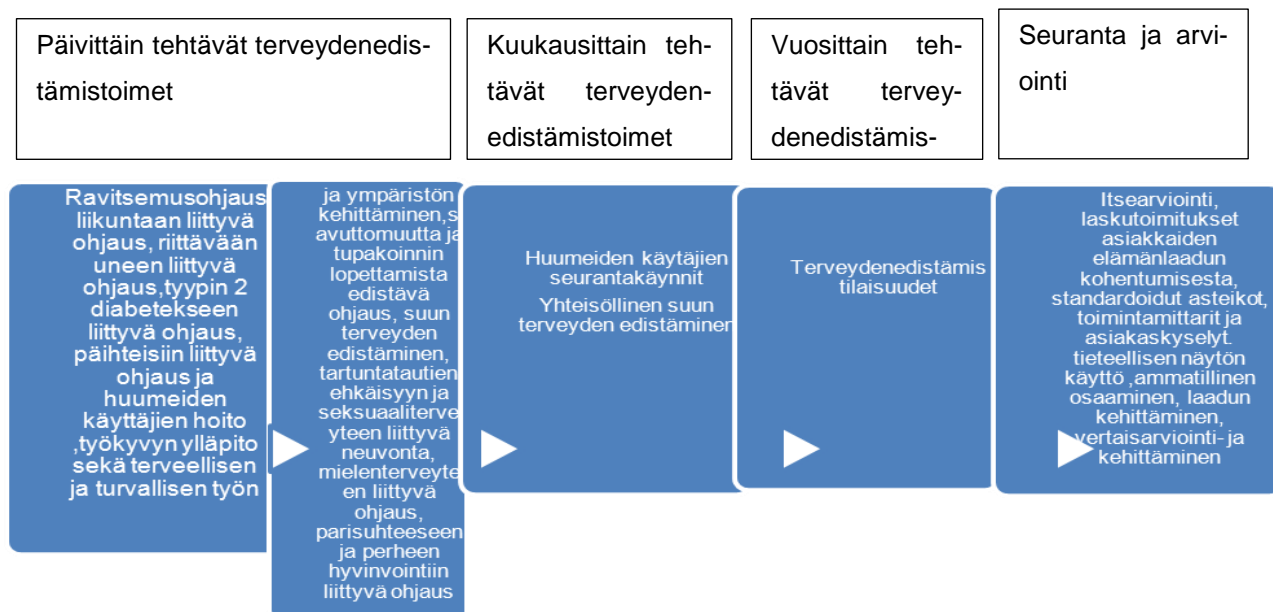 Päivittäin tehtävät terveydenedis-
tämistoimet
Kuukausittain teh-
tävät terveyden-
edistämistoimet
Vuosittain teh-
tävät tervey-
denedistämis-
Seuranta ja arvi-
ointi
Ravitsemusohjaus
liikuntaan liittyvä
ohjaus, riittävään
uneen liittyvä
ohjaus,tyypin 2
diabetekseen
liittyvä ohjaus,
päihteisiin liittyvä
ohjaus ja
huumeiden
käyttäjien hoito
,työkyvyn ylläpito
sekä terveellisen
ja turvallisen työn
ja ympäristön
kehittäminen,s
avuttomuutta ja
tupakoinnin
lopettamista
edistävä
ohjaus, suun
terveyden
edistäminen,
tartuntatautien
ehkäisyyn ja
seksuaaliterve
yteen liittyvä
neuvonta,
mielenterveyte
en liittyvä
ohjaus,
parisuhteeseen
ja perheen
hyvinvointiin
liittyvä ohjaus
Huumeiden käytäjien
seurantakäynnit
Yhteisöllinen suun
terveyden edistäminen
Terveydenedistämis
tilaisuudet
Itsearviointi,
laskutoimitukset
asiakkaiden
elämänlaadun
kohentumisesta,
standardoidut asteikot,
toimintamittarit ja
asiakaskyselyt.
tieteellisen näytön
käyttö ,ammatillinen
osaaminen, laadun
kehittäminen,
vertaisarviointi- ja
kehittäminen